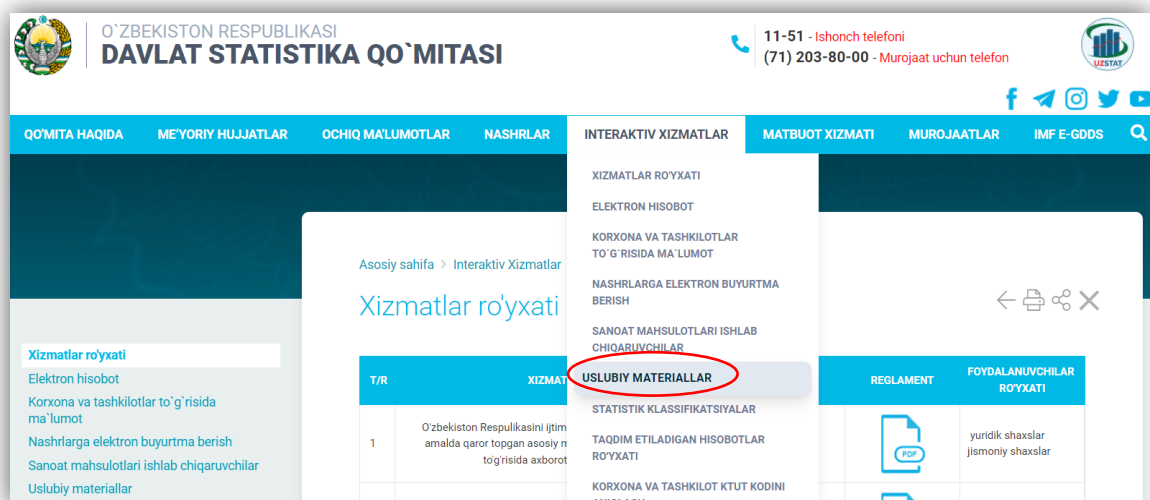 O`ZBEKISTON RESPUBLIKASI
DAVLAT STATISTIKA QO`MITASI
11-51 - Ishonch telefoni
(71) 203-80-00 - Murojaat uchun telefon
UZSTAT
QO'MITA HAQIDA ME'YORIY HUJJATLAR OCHIQ MA'LUMOTLAR NASHRLAR INTERAKTIV XIZMATLAR MATBUOT XIZMATI MUROJAATLAR IMF E-GDDS
XIZMATLAR RO'YXATI
ELEKTRON HISOBOT
KORXONA VA TASHKILOTLAR
TO`G`RISIDA MA`LUMOT
NASHRLARGA ELEKTRON BUYURTMA
BERISH
SANOAT MAHSULOTLARI ISHLAB
CHIQARUVCHILAR
USLUBIY MATERIALLAR
STATISTIK KLASSIFIKATSIYALAR
TAQDIM ETILADIGAN HISOBOTLAR
RO'YXATI
KORXONA VA TASHKILOT KTUT KODINI
Asosiy sahifa > Interaktiv Xizmatlar
Xizmatlar ro'yxati
Xizmatlar ro'yxati
Elektron hisobot
Korxona va tashkilotlar to`g`risida
ma`lumot
Nashrlarga elektron buyurtma berish
Sanoat mahsulotlari ishlab chiqaruvchilar
Uslubiy materiallar
T/R XIZMAT REGLAMENT FOYDALANUVCHILAR
RO'YXATI
1 O'zbekiston Respulikasini ijtim
amalda qaror topgan asosiy m
to'g'risida axborot
PDF
yuridik shaxslar
jismoniy shaxslar